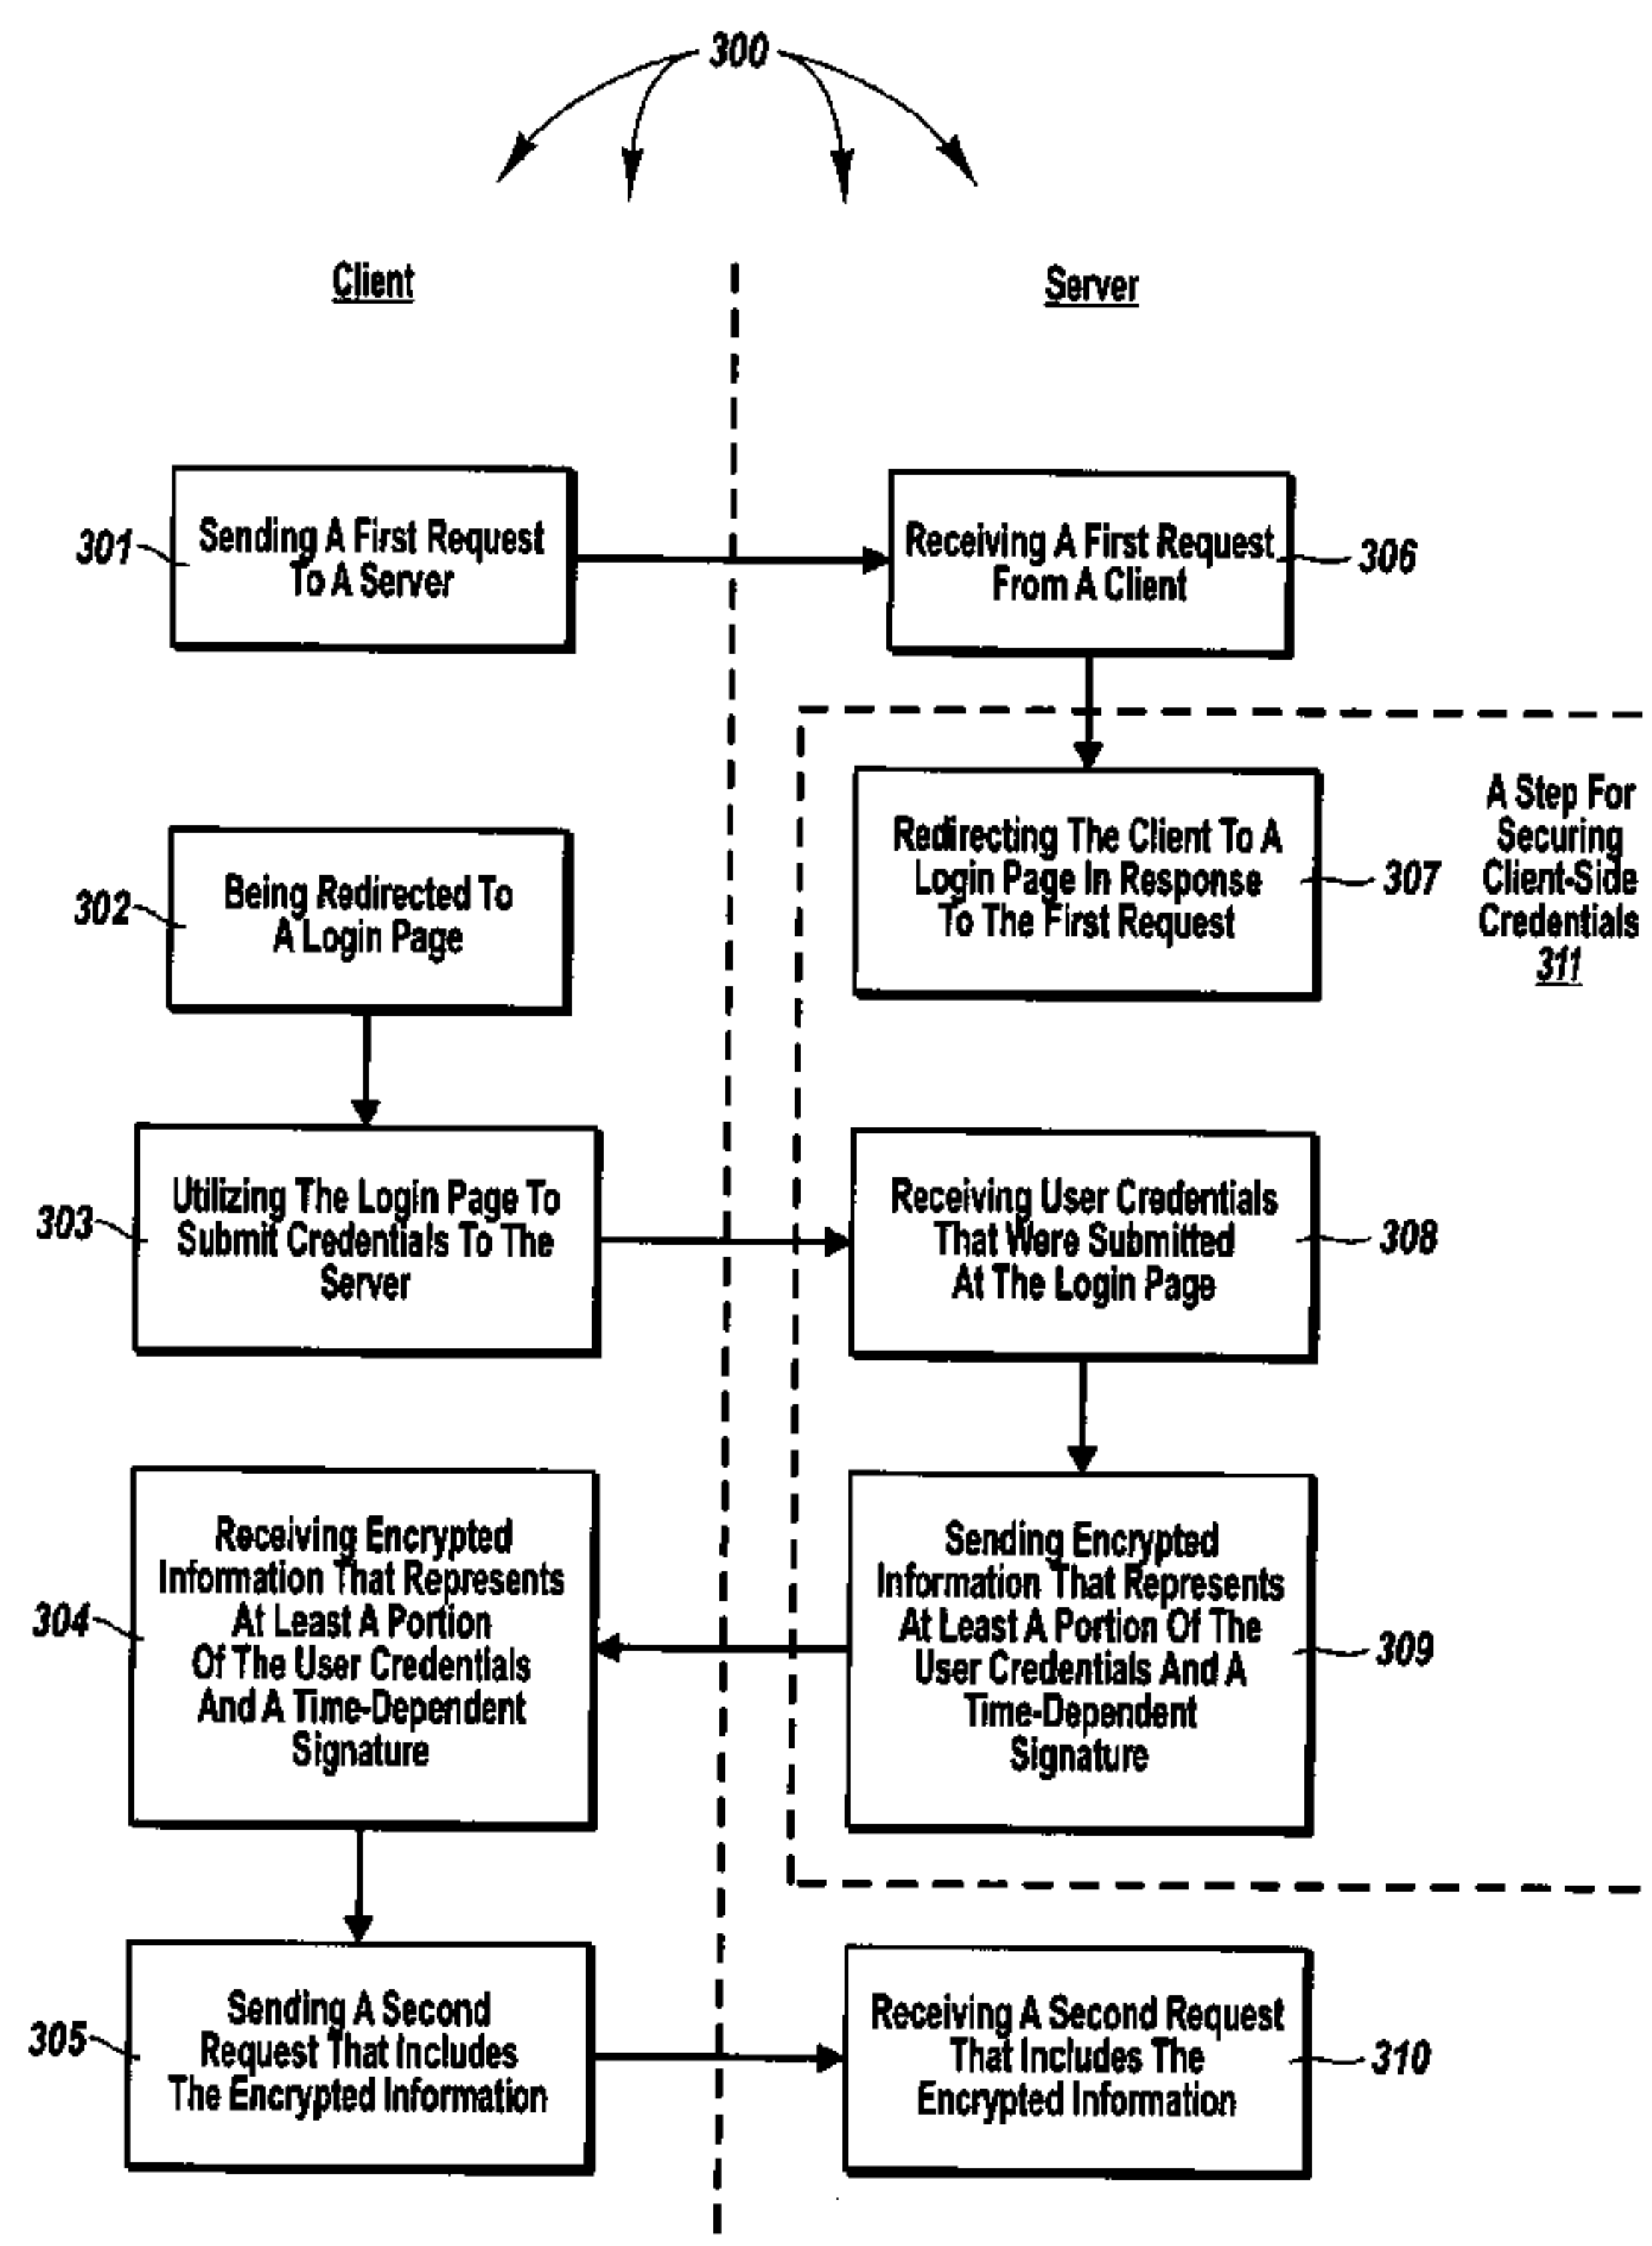 300
Client
Server
301
Sending A First Request
To A Server
Receiving A First Request
From A Client
306
302
Being Redirected To
A Login Page
Redirecting The Client To A
Login Page In Response
To The First Request
307
A Step For
Securing
Client-Side
Credentials
311
303
Utilizing The Login Page To
Submit Credentials To The
Server
Receiving User Credentials
That Were Submitted
At The Login Page
308
304
Receiving Encrypted
Information That Represents
At Least A Portion
Of The User Credentials
And A Time-Dependent
Signature
Sending Encrypted
Information That Represents
At Least A Portion Of The
User Credentials And A
Time-Dependent
Signature
309
305
Sending A Second
Request That Includes
The Encrypted Information
Receiving A Second Request
That Includes The
Encrypted Information
310